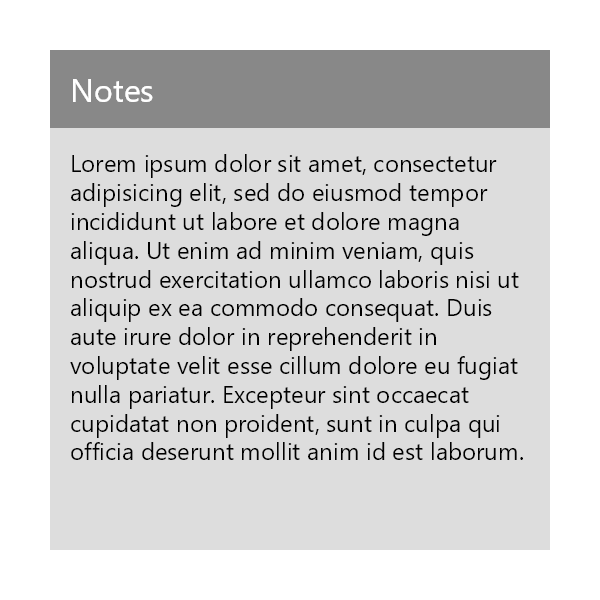 Notes
Lorem ipsum dolor sit amet, consectetur
adipisicing elit, sed do eiusmod tempor
incididunt ut labore et dolore magna
aliqua. Ut enim ad minim veniam, quis
nostrud exercitation ullamco laboris nisi ut
aliquip ex ea commodo consequat. Duis
aute irure dolor in reprehenderit in
voluptate velit esse cillum dolore eu fugiat
nulla pariatur. Excepteur sint occaecat
cupidatat non proident, sunt in culpa qui
officia deserunt mollit anim id est laborum.